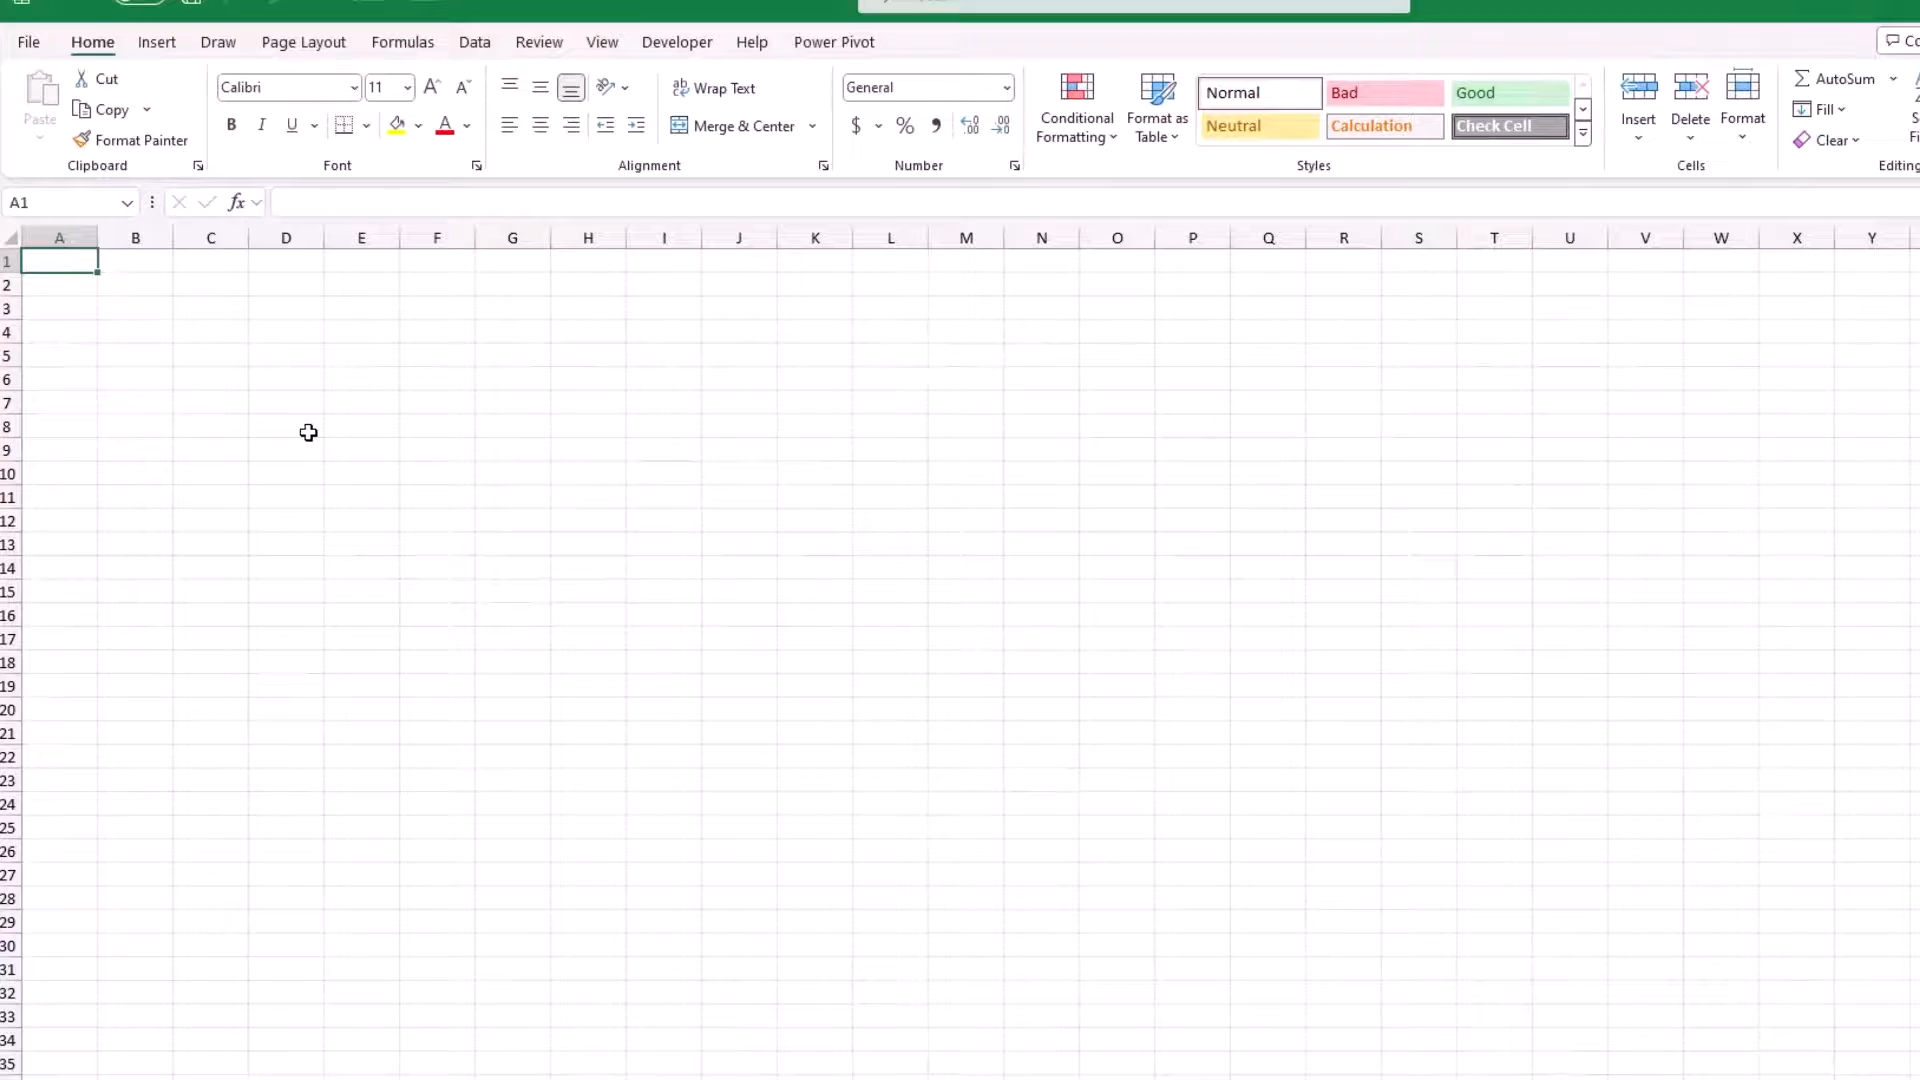 File Home Insert Draw Page Layout Formulas Data Review View Developer Help Power Pivot
Paste Cut Copy Format Painter
Clipboard
Calibri 11
B I U A
Font
ab Wrap Text
Merge & Center
Alignment
General
$ % 9 .00 .00
Number
Conditional Formatting
Format as Table
Normal Bad Good
Neutral Calculation Check Cell
Styles
Insert Delete Format
Cells
AutoSum
Fill
Clear
Editing
A1 fx
A B C D E F G H I J K L M N O P Q R S T U V W X Y
1
2
3
4
5
6
7
8
9
10
11
12
13
14
15
16
17
18
19
20
21
22
23
24
25
26
27
28
29
30
31
32
33
34
35